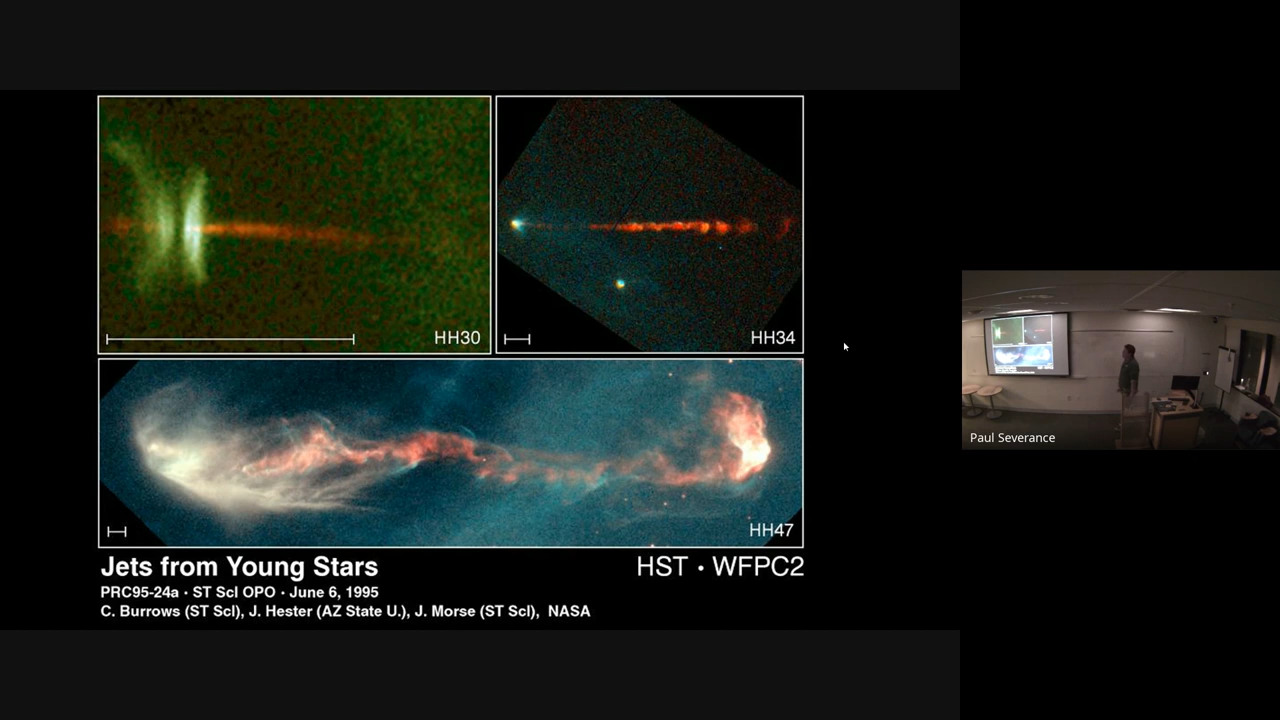 HH30
HH34
HH47
Jets from Young Stars
HST • WFPC2
PRC95-24a · ST ScI OPO · June 6, 1995
C. Burrows (ST ScI), J. Hester (AZ State U.), J. Morse (ST ScI), NASA
Paul Severance